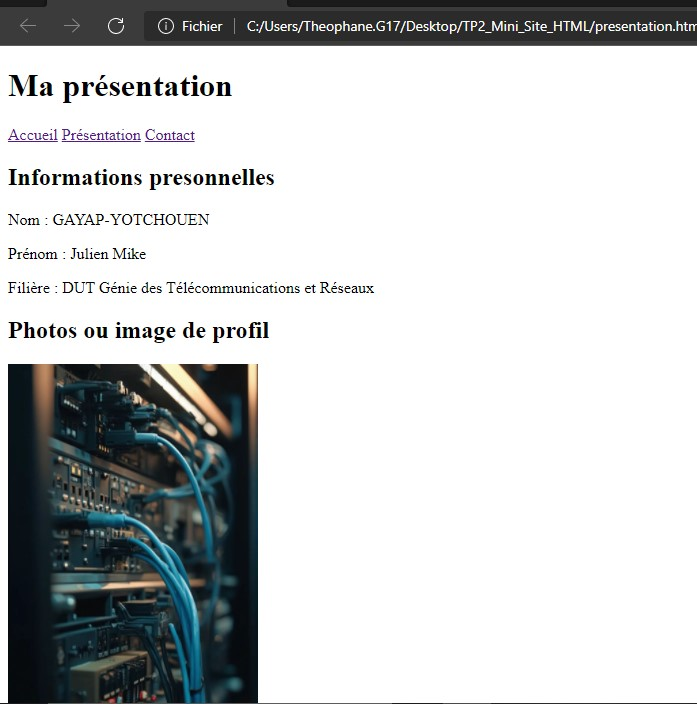 Fichier C:/Users/Theophane.G17/Desktop/TP2_Mini_Site_HTML/presentation.htm
Ma présentation
Accueil Présentation Contact
Informations presonnelles
Nom : GAYAP-YOTCHOUEN
Prénom : Julien Mike
Filière : DUT Génie des Télécommunications et Réseaux
Photos ou image de profil